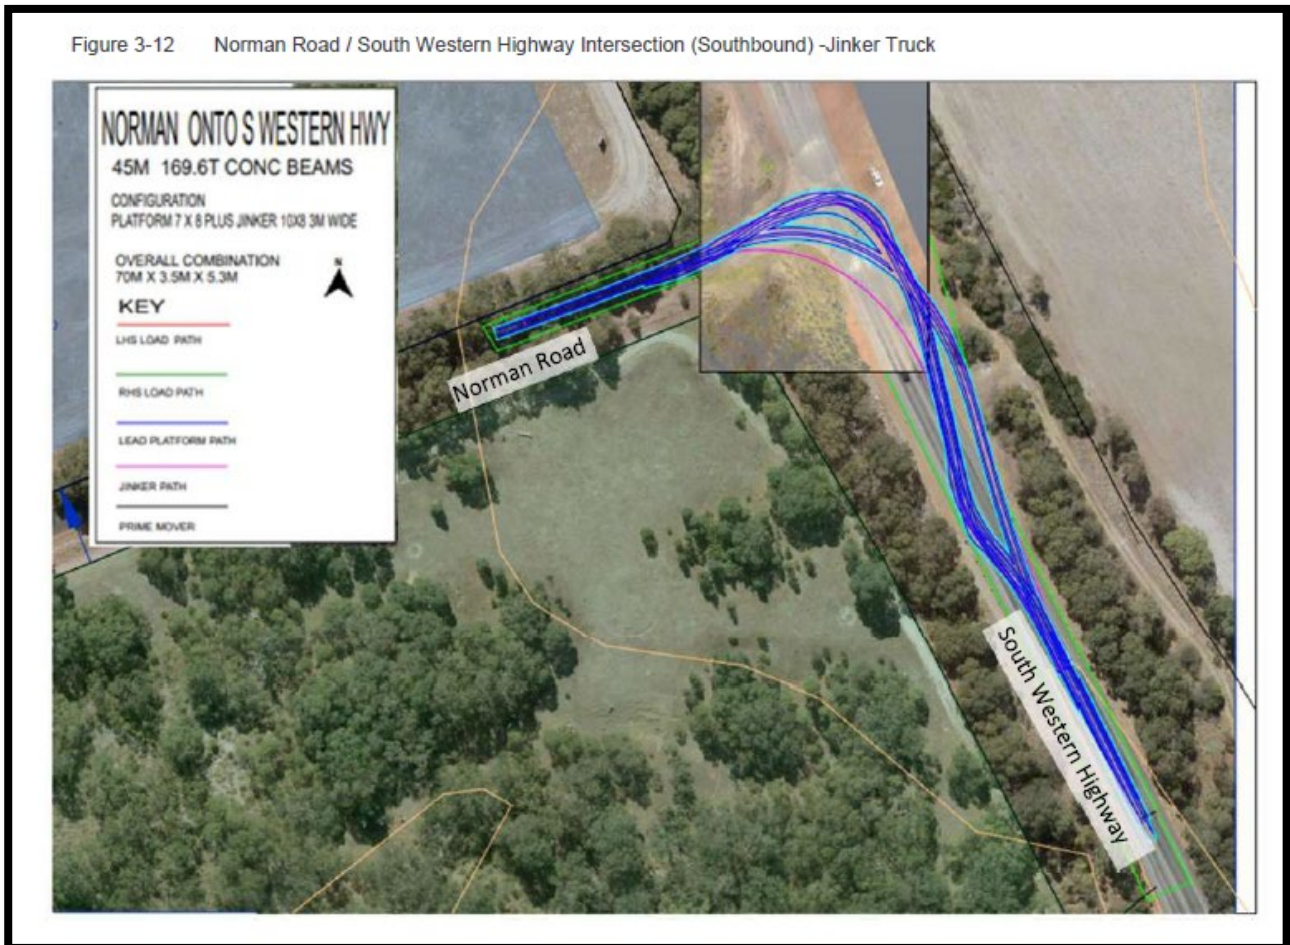 Figure 3-12 Norman Road / South Western Highway Intersection (Southbound) -Jinker Truck
NORMAN ONTO S WESTERN HWY
45M 169.6T CONC BEAMS
CONFIGURATION
PLATFORM 7 X 8 PLUS JINKER 10X8 3M WIDE
OVERALL COMBINATION
70M X 3.5M X 5.3M
N
KEY
LHS LOAD PATH
RHS LOAD PATH
LEAD PLATFORM PATH
JINKER PATH
PRIME MOVER
Norman Road
South Western Highway